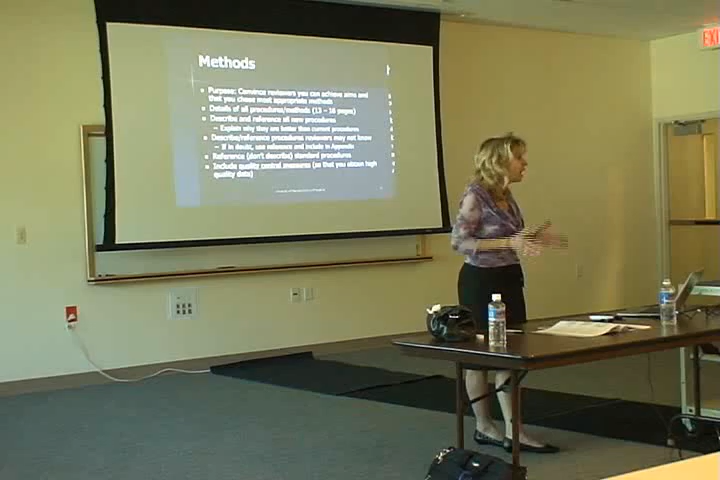 Methods
Purpose: Convince reviewers you can achieve aims and
that you chose most appropriate methods
Details of all procedures/methods (13 – 16 pages)
Describe and reference all new procedures
– Explain why they are better than current procedures
Describe/reference procedures reviewers may not know
– If in doubt, use reference and include in Appendix
Reference (don't describe) standard procedures
Include quality control measures (so that you obtain high
quality data)
EXI